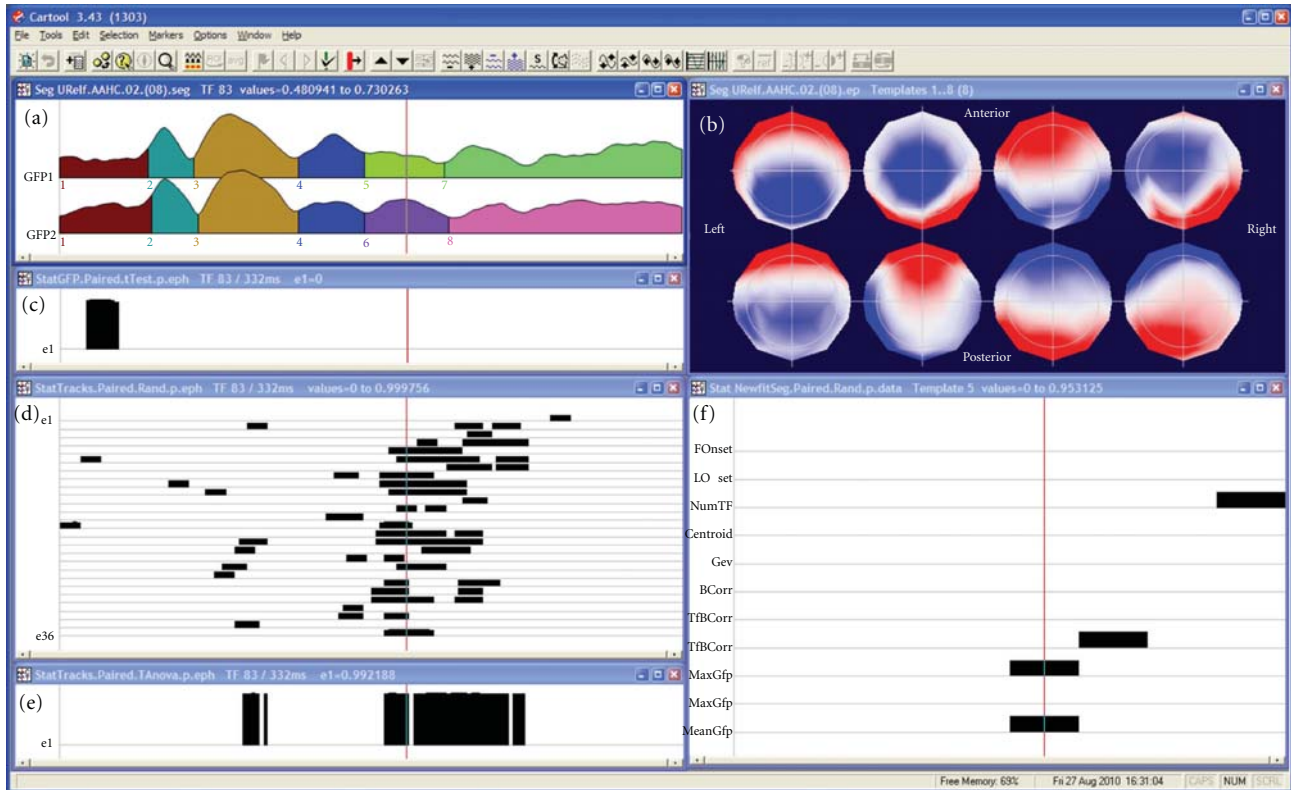 Cartool 3.43 (1303)
File Tools Edit Selection Markers Options Window Help
Seg URelf.AAHC.02.(08).seg TF 83 values=0.480941 to 0.730263
(a)
GFP1
1 2 3 4 5 7
GFP2
1 2 3 4 6 8
Seg URelf.AAHC.02.(08).ep Templates 1..8 (8)
(b)
Anterior
Left
Right
Posterior
StatGFP.Paired.tTest.p.eph TF 83 / 332ms e1=0
(c)
e1
StatTracks.Paired.Rand.p.eph TF 83 / 332ms values=0 to 0.999756
(d)
e1
e36
StatTracks.Paired.TAnova.p.eph TF 83 / 332ms e1=0.992188
(e)
e1
Stat NewfitSeg.Paired.Rand.p.data Template 5 values=0 to 0.953125
(f)
FOnset
LO set
NumTF
Centroid
Gev
BCorr
TfBCorr
TfBCorr
MaxGfp
MaxGfp
MeanGfp
Free Memory: 69% Fri 27 Aug 2010 16:31:04 CAPS NUM SCRL